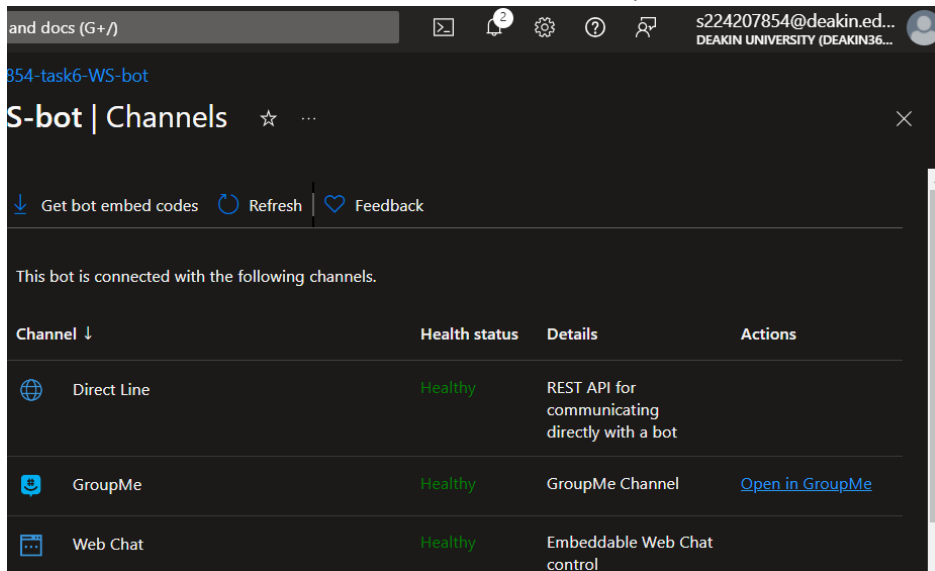 and docs (G+/)
2
s224207854@deakin.ed...
DEAKIN UNIVERSITY (DEAKIN36...
854-task6-WS-bot
S-bot | Channels
Get bot embed codes Refresh Feedback
This bot is connected with the following channels.
Channel ↓ Health status Details Actions
Direct Line Healthy REST API for
communicating
directly with a bot
GroupMe Healthy GroupMe Channel Open in GroupMe
Web Chat Healthy Embeddable Web Chat
control